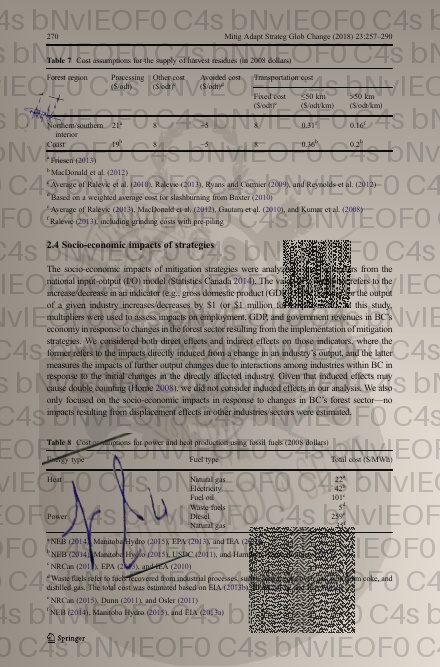 270
Mitig Adapt Strateg Glob Change (2018) 23:257–290
Table 7 Cost assumptions for the supply of harvest residues (in 2008 dollars)
Forest region Processing ($/odt) Other cost ($/odt) Avoided cost ($/odt) Transportation cost
Fixed cost ($/odt) ≤50 km ($/odt/km) >50 km ($/odt/km)
Northern/southern interior 21 8 −5 8 0.31 0.16
Coast 19 8 −5 8 0.36 0.2
a Friesen (2013)
b MacDonald et al. (2012)
c Average of Ralevic et al. (2010), Ralevic (2013), Ryans and Cormier (2009), and Reynolds et al. (2012)
d Based on a weighted average cost for slashburning from Baxter (2010)
e Average of Ralevic (2013), MacDonald et al. (2012), Gautam et al. (2010), and Kumar et al. (2008)
f Ralevic (2013), including grinding costs with pre-piling
2.4 Socio-economic impacts of strategies
The socio-economic impacts of mitigation strategies were from the
national input-output (I/O) model (Statistics Canada 2014). The refers to the
increase/decrease in an indicator (e.g., gross domestic product (GD or the output
of a given industry increases/decreases by $1 (or $1 million this study,
multipliers were used to assess impacts on employment, GDP, and government revenues in BC's
economy in response to changes in the forest sector resulting from the implementation of mitigation
strategies. We considered both direct effects and indirect effects on those indicators, where the
former refers to the impacts directly induced from a change in an industry's output, and the latter
measures the impacts of further output changes due to interactions among industries within BC in
response to the initial changes in the directly affected industry. Given that induced effects may
cause double counting (Horne 2008), we did not consider induced effects in our analysis. We also
only focused on the socio-economic impacts in response to changes in BC's forest sector—no
impacts resulting from displacement effects in other industries/sectors were estimated.
Table 8 Cost assumptions for power and heat production using fossil fuels (2008 dollars)
Energy type Fuel type Total cost ($/MWh)
Heat Natural gas 22
Electricity 42
Fuel oil 101
Waste fuels 5
Power Diesel
Natural gas
a NEB (2014), Manitoba Hydro (2015), EPA (2013), and IEA
b NEB (2014), Manitoba Hydro (2015), USDC (2011), and
c NRCan (2011), EPA and IEA (2010)
d Waste fuels refer to fuels recovered from industrial processes, coke, and
distilled gas. The total cost was estimated based on EIA
e NRCan (2015), Dunn (2011), and Osler (2011)
f NEB (2014), Manitoba Hydro (2015), and EIA
Springer